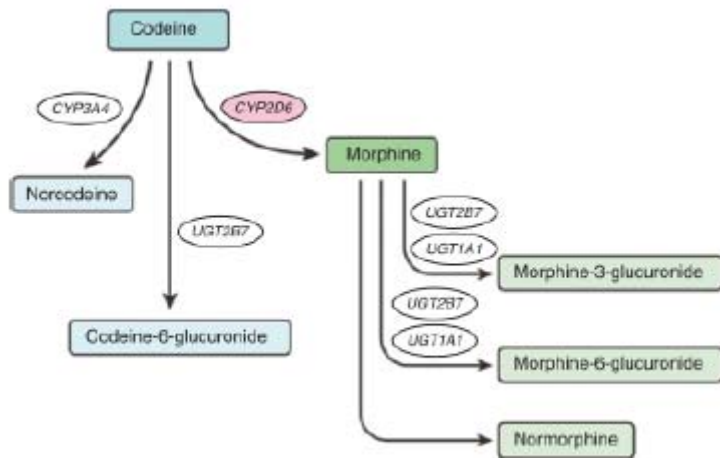 Codeine
CYP3A4
CYP2D6
Morphine
Norcodeine
UGT2B7
UGT2B7
UGT1A1
Morphine-3-glucuronide
UGT2B7
UGT1A1
Codeine-6-glucuronide
Morphine-6-glucuronide
Normorphine